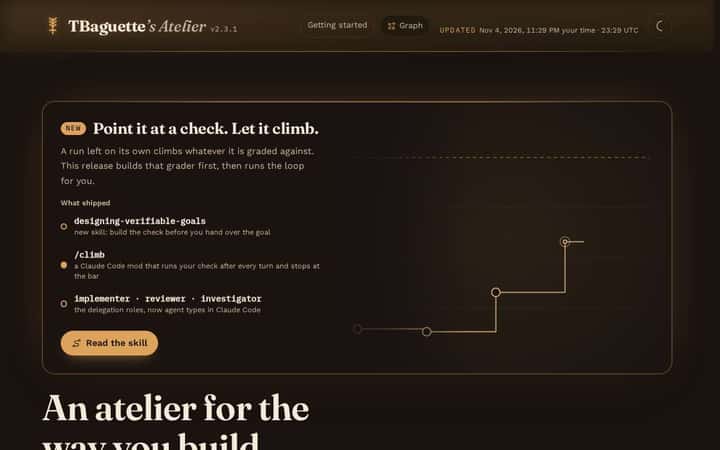 TBaguette's Atelier v2.3.1
Getting started
Graph
UPDATED Nov 4, 2026, 11:29 PM your time · 23:29 UTC
NEW Point it at a check. Let it climb.
A run left on its own climbs whatever it is graded against.
This release builds that grader first, then runs the loop
for you.
What shipped
designing-verifiable-goals
new skill: build the check before you hand over the goal
/climb
a Claude Code mod that runs your check after every turn and stops at
the bar
implementer · reviewer · investigator
the delegation roles, now agent types in Claude Code
Read the skill
An atelier for the
way you build